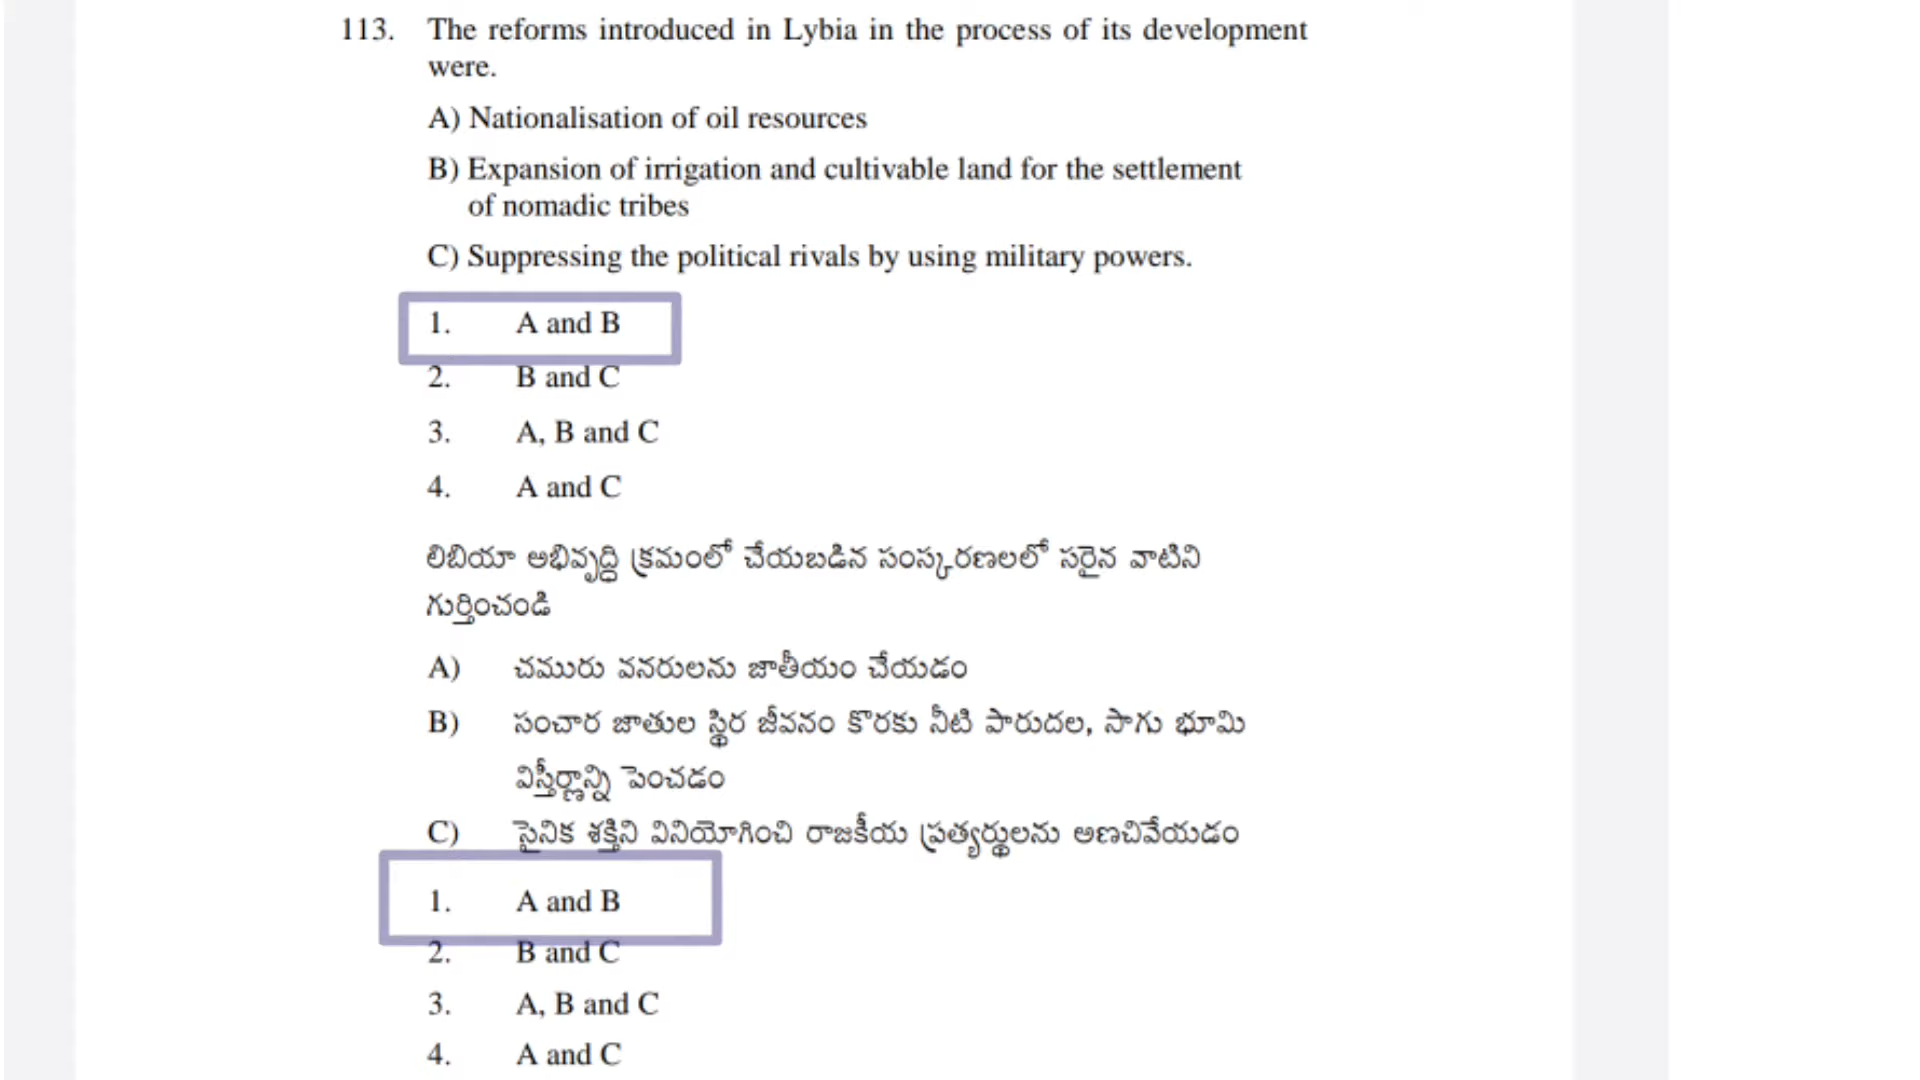 113. The reforms introduced in Lybia in the process of its development
were.
A) Nationalisation of oil resources
B) Expansion of irrigation and cultivable land for the settlement
of nomadic tribes
C) Suppressing the political rivals by using military powers.
1. A and B
2. B and C
3. A, B and C
4. A and C
లిబియా అభివృద్ధి క్రమంలో చేయబడిన సంస్కరణలలో సరైన వాటిని
గుర్తించండి
A) చమురు వనరులను జాతీయం చేయడం
B) సంచార జాతుల స్థిర జీవనం కొరకు నీటి పారుదల, సాగు భూమి
విస్తీర్ణాన్ని పెంచడం
C) సైనిక శక్తిని వినియోగించి రాజకీయ ప్రత్యర్థులను అణచివేయడం
1. A and B
2. B and C
3. A, B and C
4. A and C